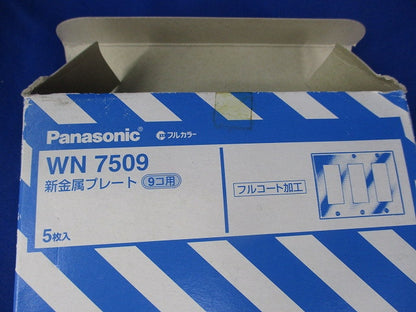 Panasonic フルカラー
WN 7509
新金属プレート 9コ用
フルコート加工
5枚入